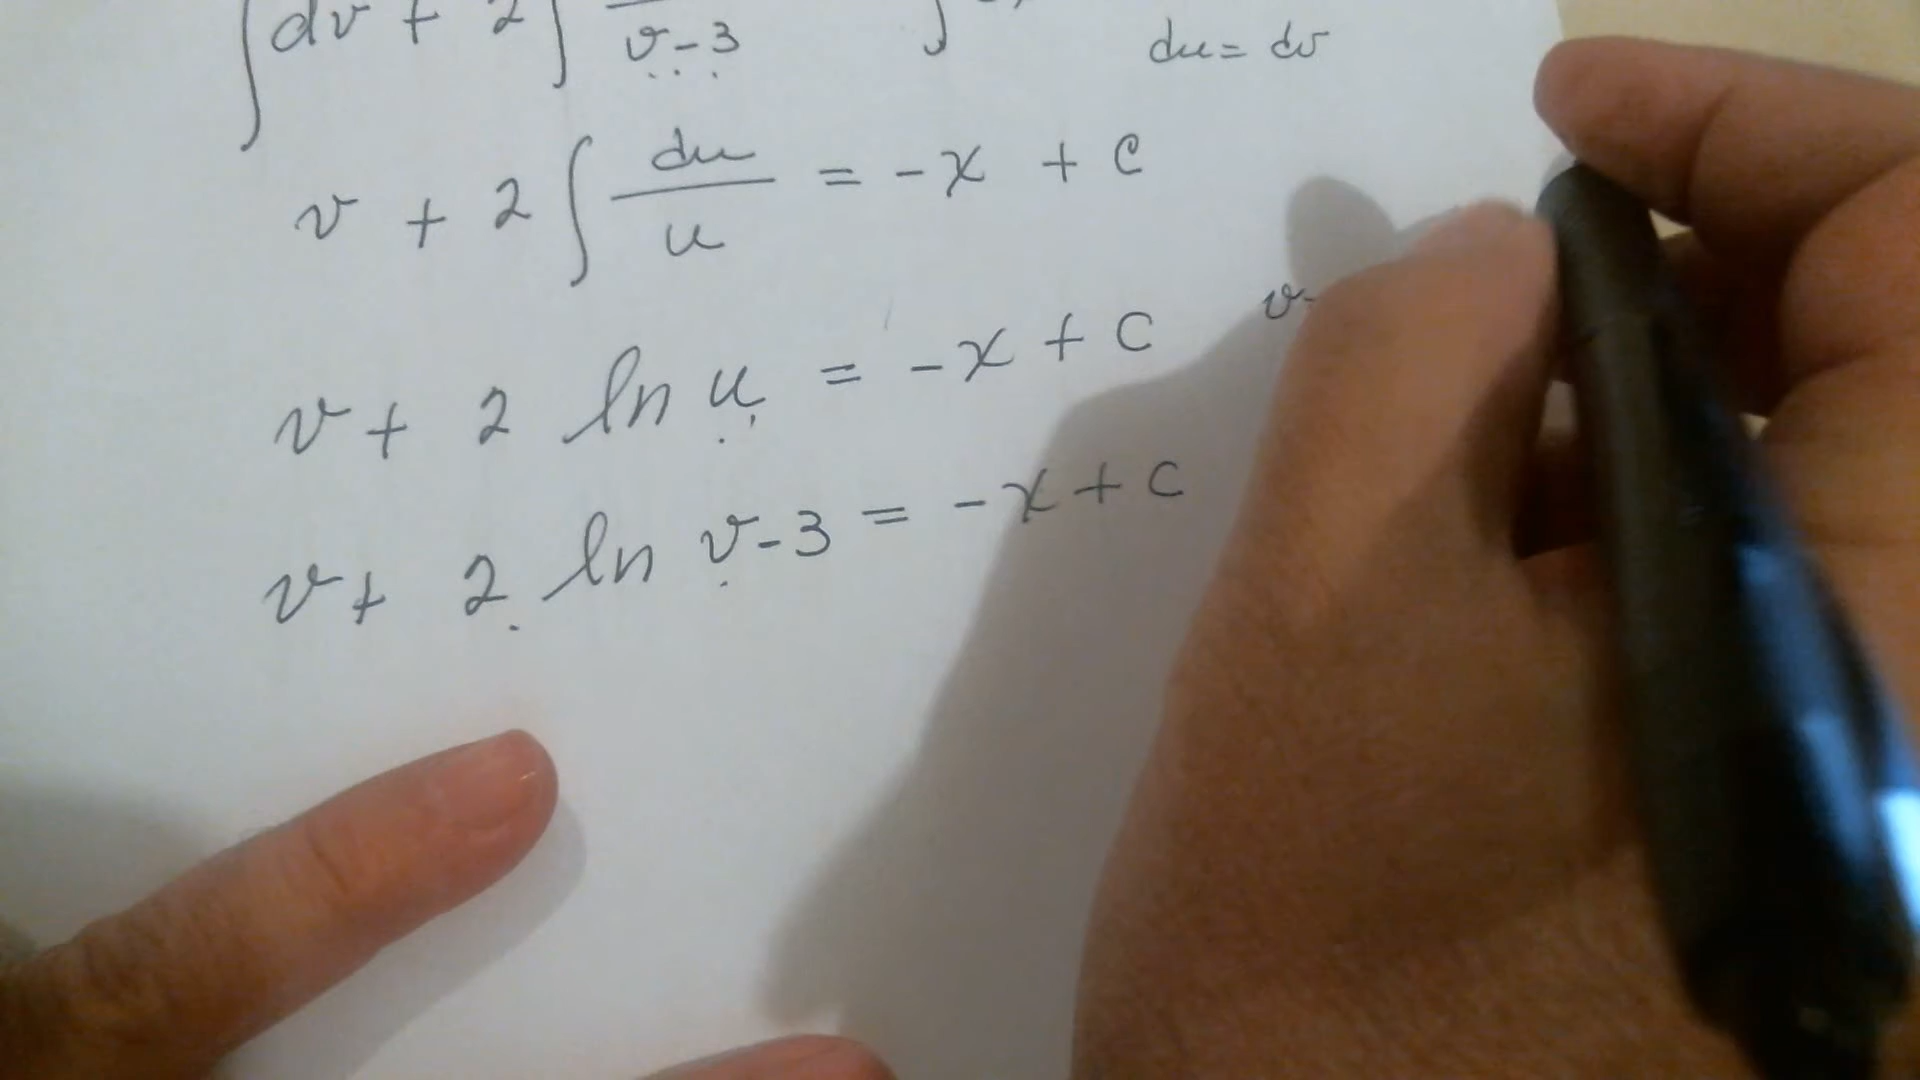 ∫dv + 2∫ v-3 ∫
du = dv
v + 2 ∫ du/u = -x + c
v-
v + 2 ln u = -x + c
v + 2 ln v-3 = -x + c